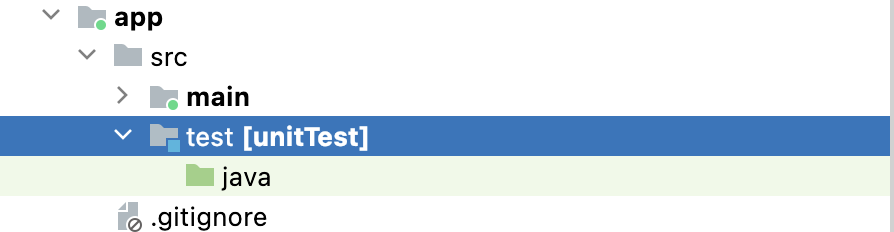 app
src
main
test [unitTest]
java
.gitignore